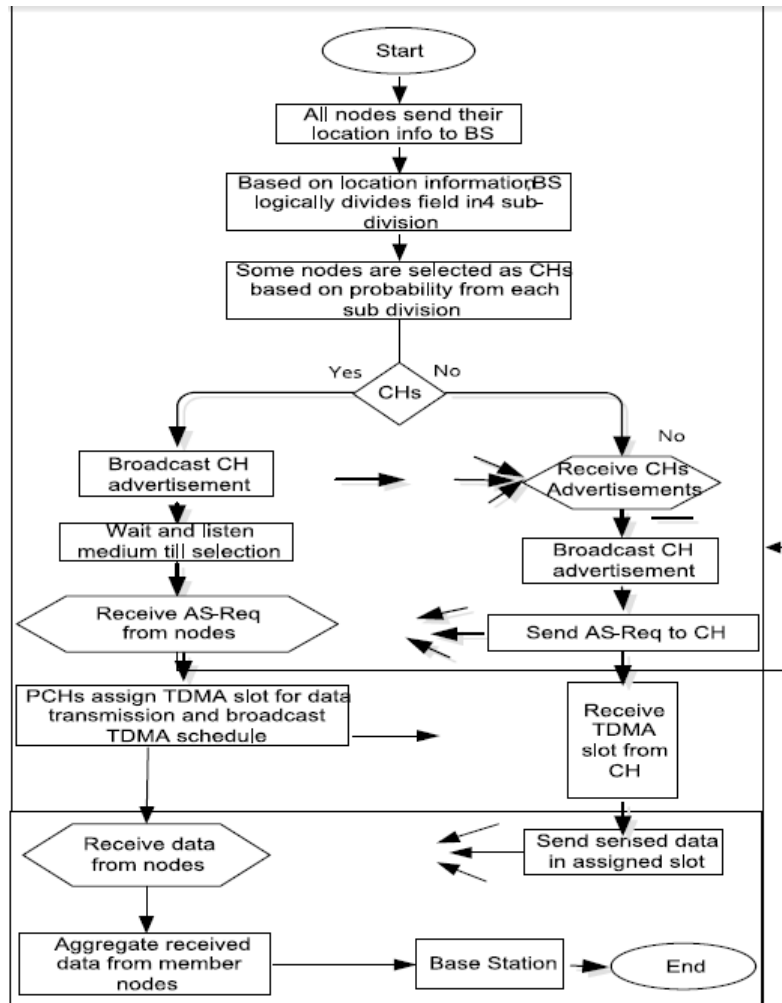 Start
All nodes send their
location info to BS
Based on location information,BS
logically divides field in4 sub-
division
Some nodes are selected as CHs
based on probability from each
sub division
Yes
No
CHs
No
Broadcast CH
advertisement
Receive CHs
Advertisements
Wait and listen
medium till selection
Broadcast CH
advertisement
Receive AS-Req
from nodes
Send AS-Req to CH
PCHs assign TDMA slot for data
transmission and broadcast
TDMA schedule
Receive
TDMA
slot from
CH
Receive data
from nodes
Send sensed data
in assigned slot
Aggregate received
data from member
nodes
Base Station
End